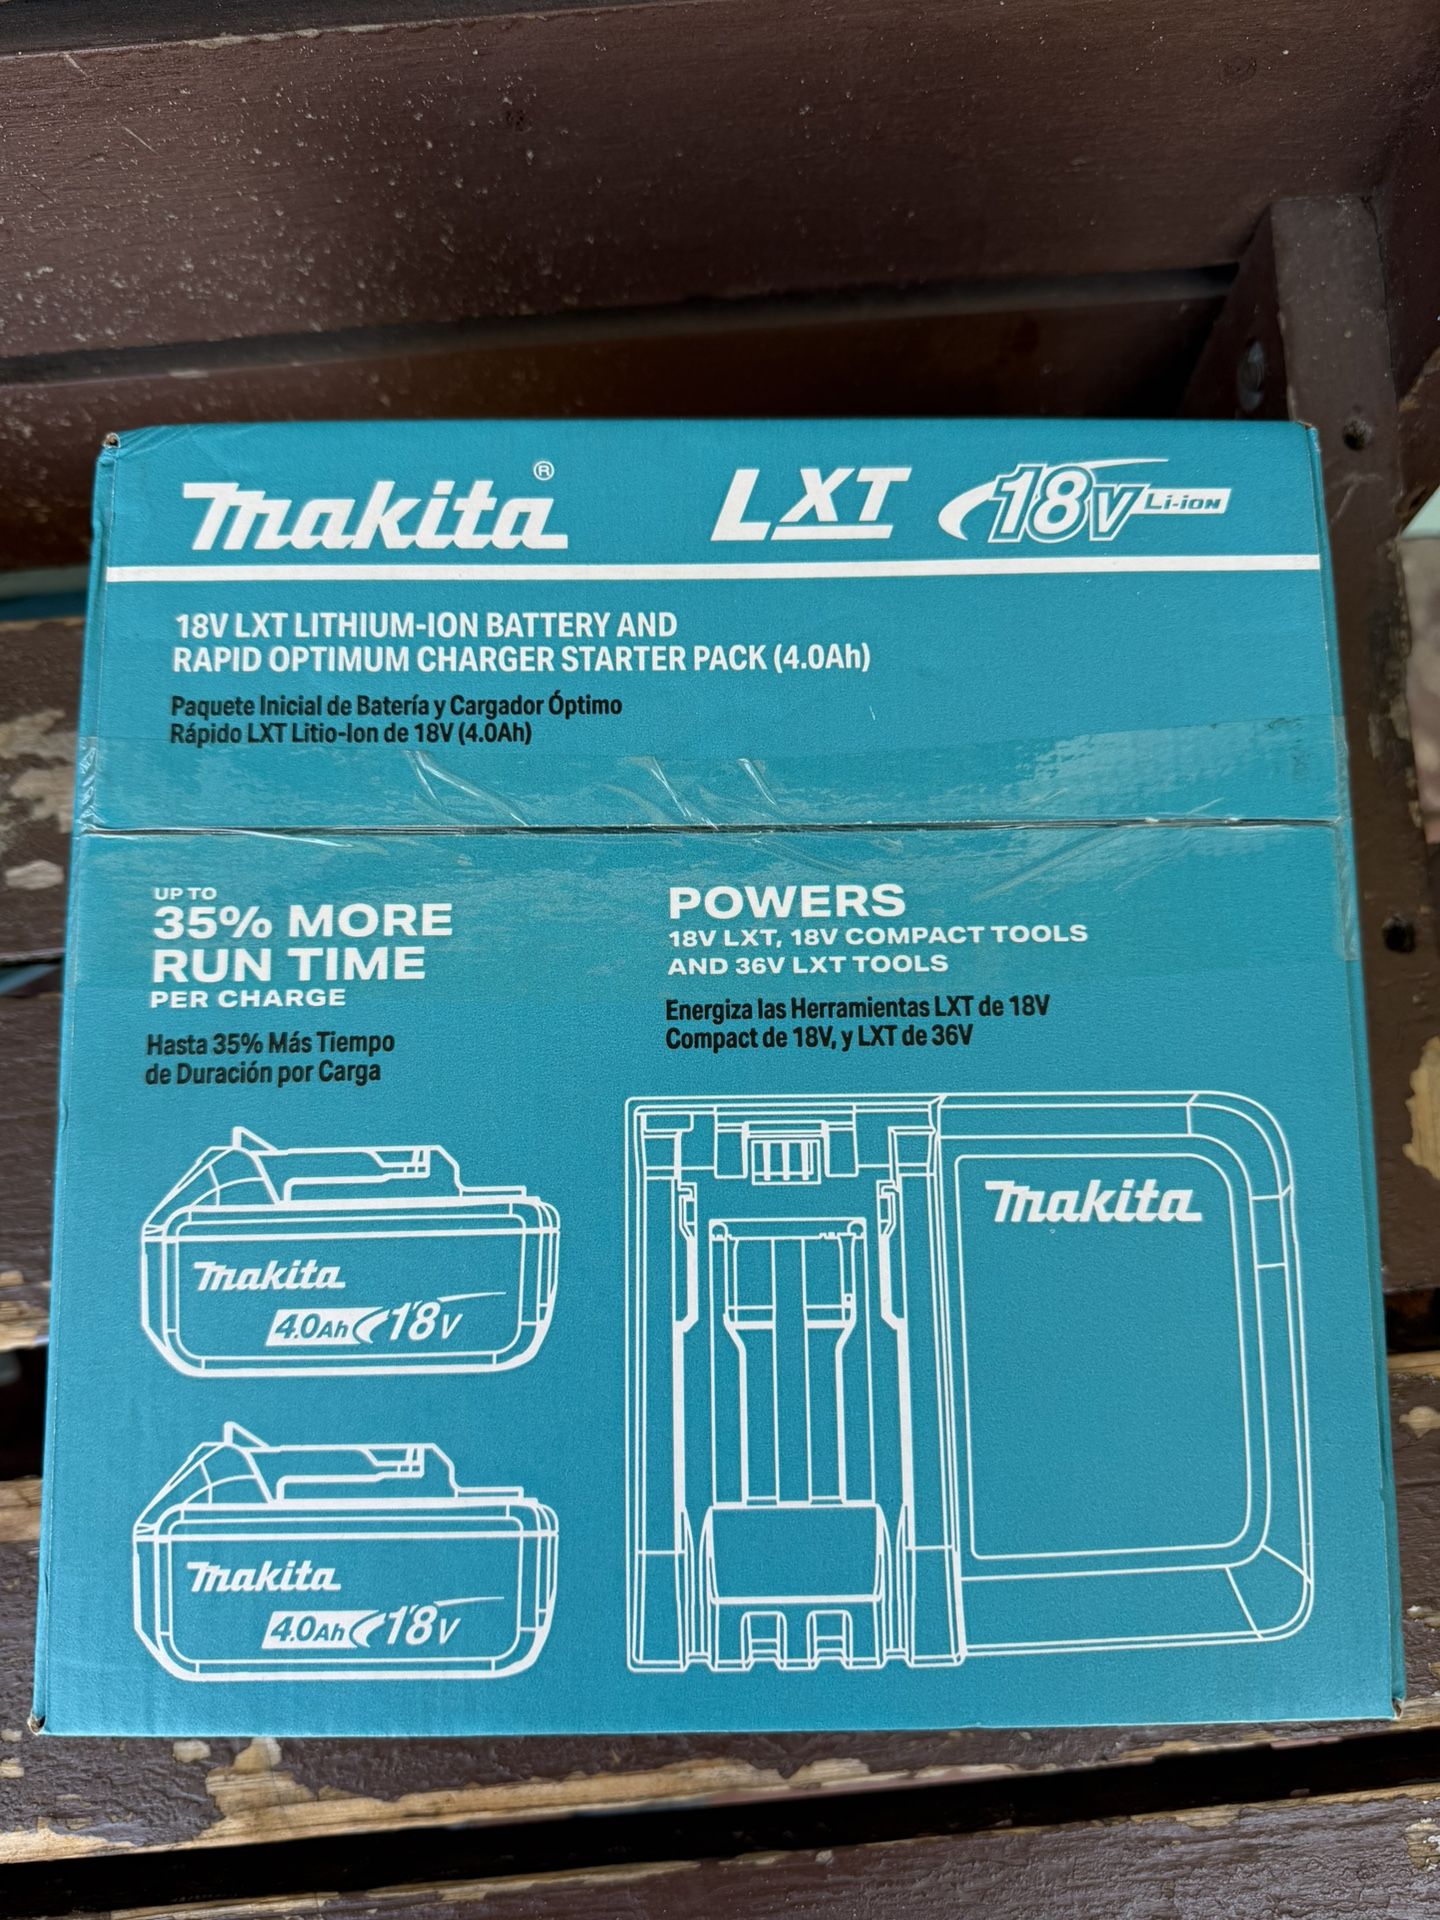 Makita®
LXT 18V Li-ion
18V LXT LITHIUM-ION BATTERY AND
RAPID OPTIMUM CHARGER STARTER PACK (4.0Ah)
Paquete Inicial de Batería y Cargador Óptimo
Rápido LXT Litio-Ion de 18V (4.0Ah)
UP TO
35% MORE
RUN TIME
PER CHARGE
Hasta 35% Más Tiempo
de Duración por Carga
POWERS
18V LXT, 18V COMPACT TOOLS
AND 36V LXT TOOLS
Energiza las Herramientas LXT de 18V
Compact de 18V, y LXT de 36V
Makita
4.0Ah 18V
Makita
4.0Ah 18V
Makita